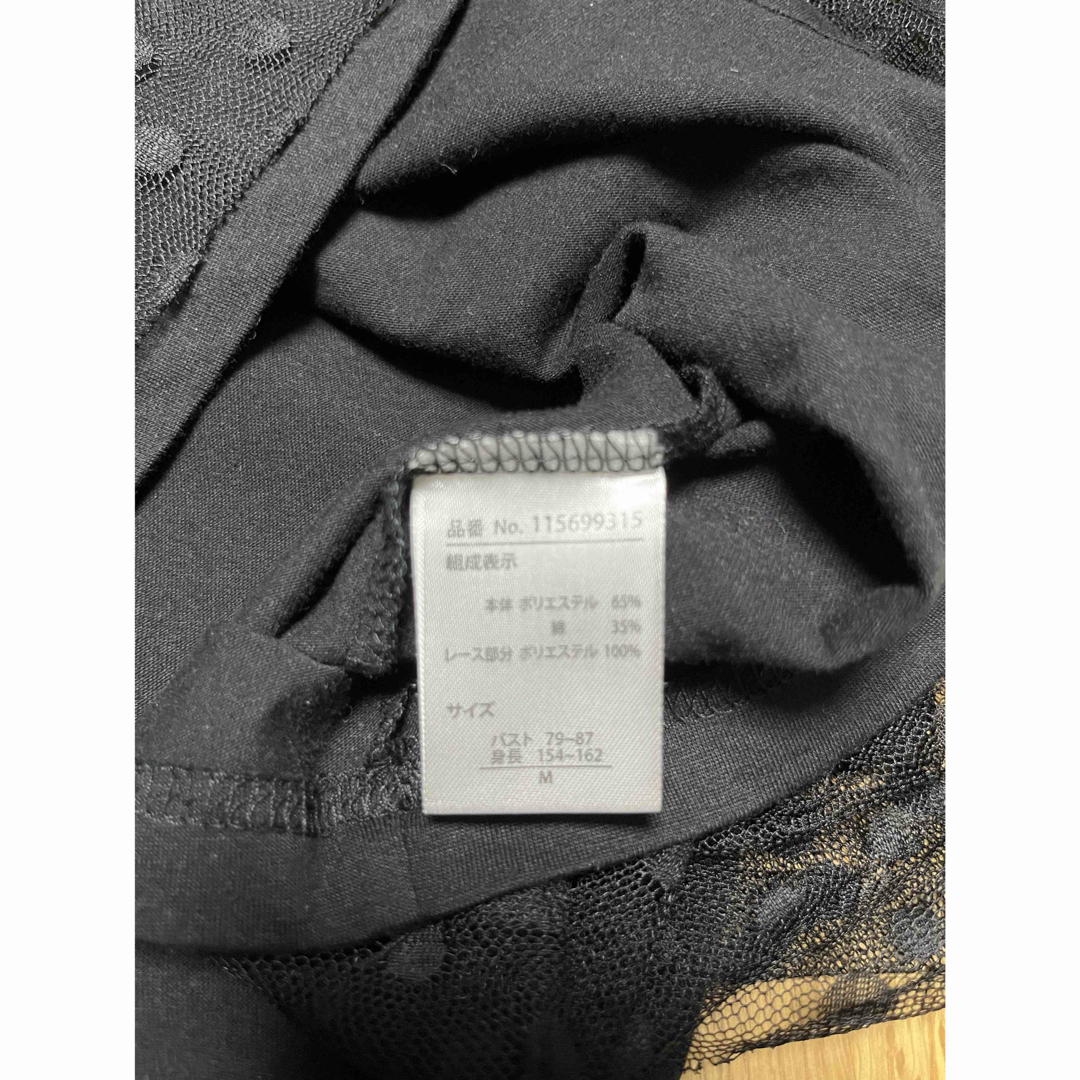 品番 No. 115699315
組成表示
本体 ポリエステル 65%
綿 35%
レース部分 ポリエステル 100%
サイズ
バスト 79~87
身長 154~162
M